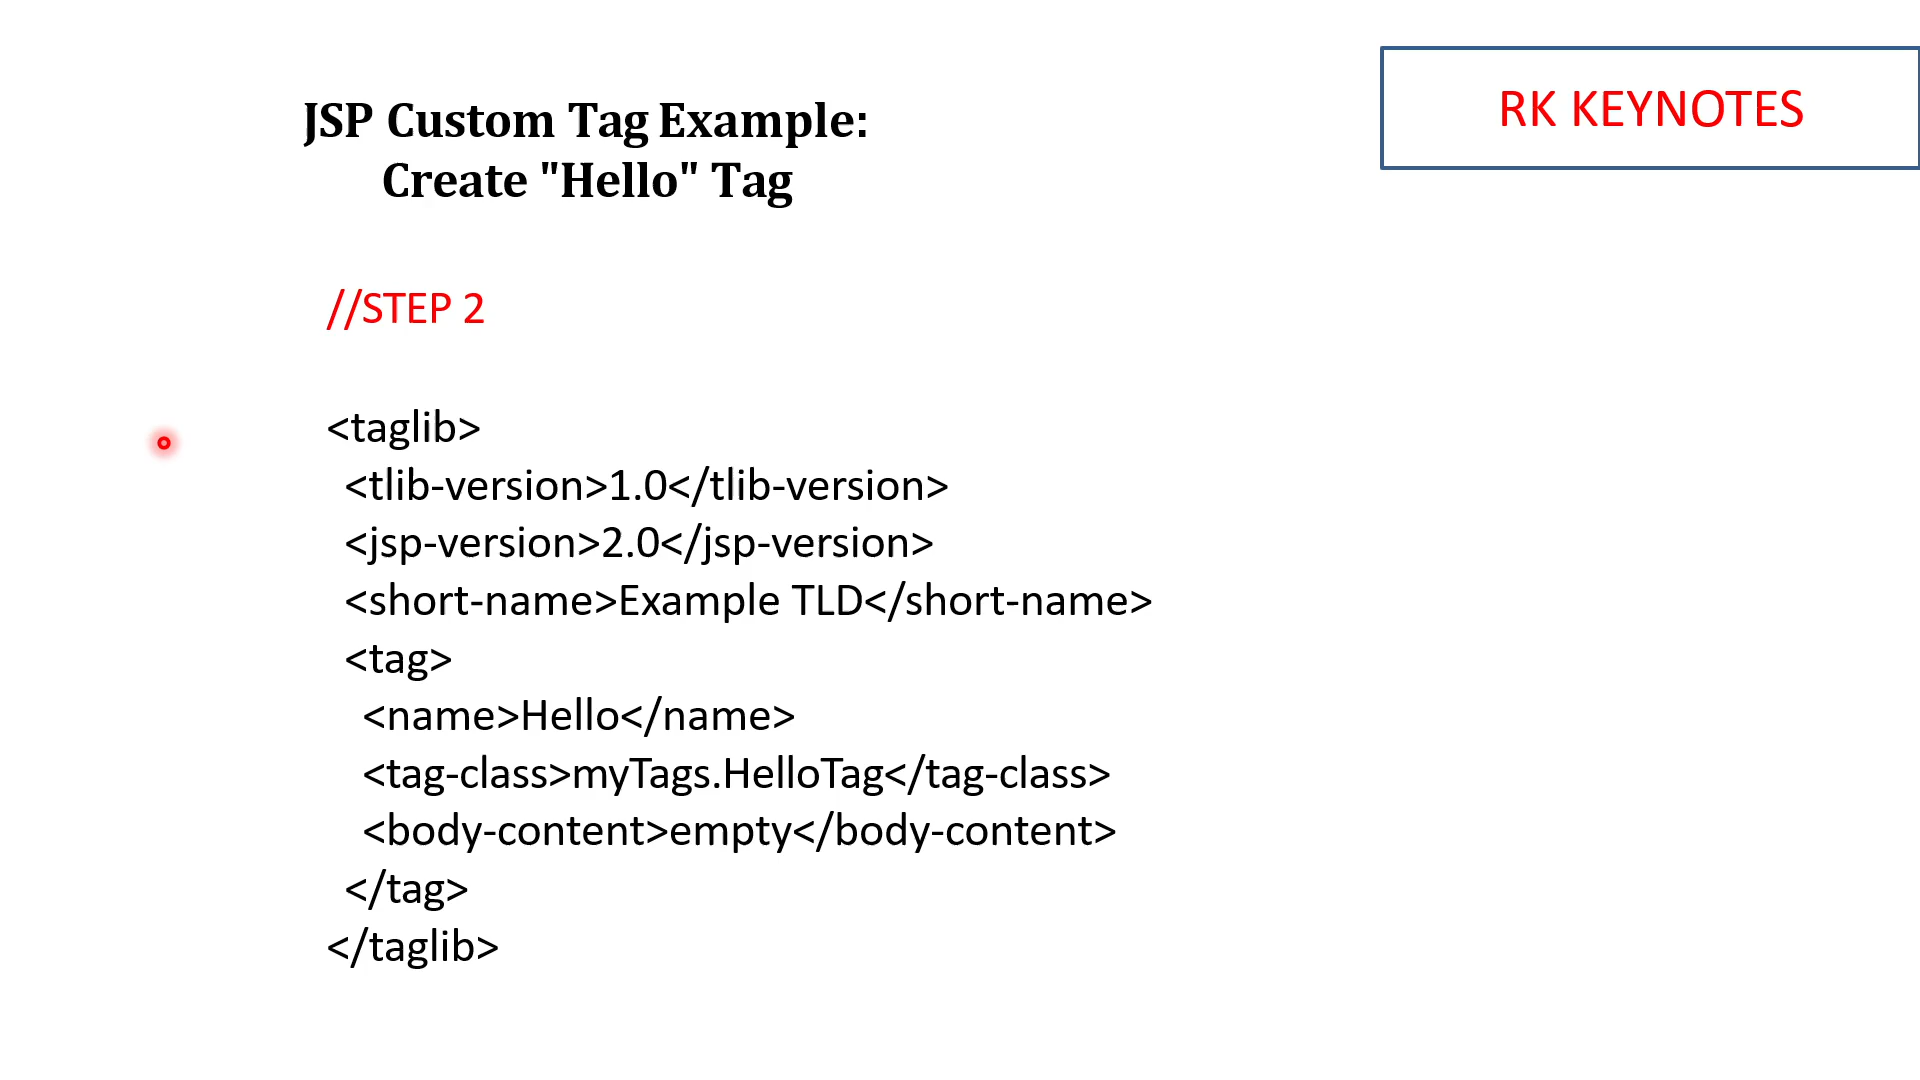 JSP Custom Tag Example:
Create "Hello" Tag
RK KEYNOTES
//STEP 2
<taglib>
<tlib-version>1.0</tlib-version>
<jsp-version>2.0</jsp-version>
<short-name>Example TLD</short-name>
<tag>
<name>Hello</name>
<tag-class>myTags.HelloTag</tag-class>
<body-content>empty</body-content>
</tag>
</taglib>